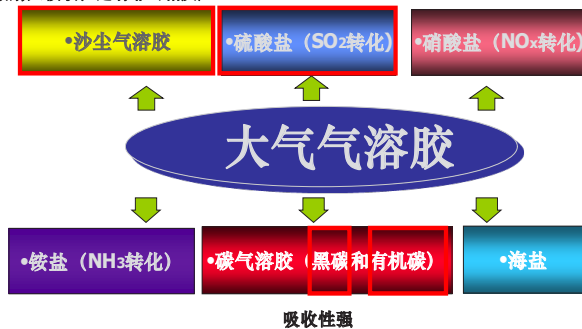 •沙尘气溶胶
•硫酸盐（SO2转化）
•硝酸盐（NOx转化）
大气气溶胶
•铵盐（NH3转化）
•碳气溶胶（黑碳和有机碳）
•海盐
吸收性强